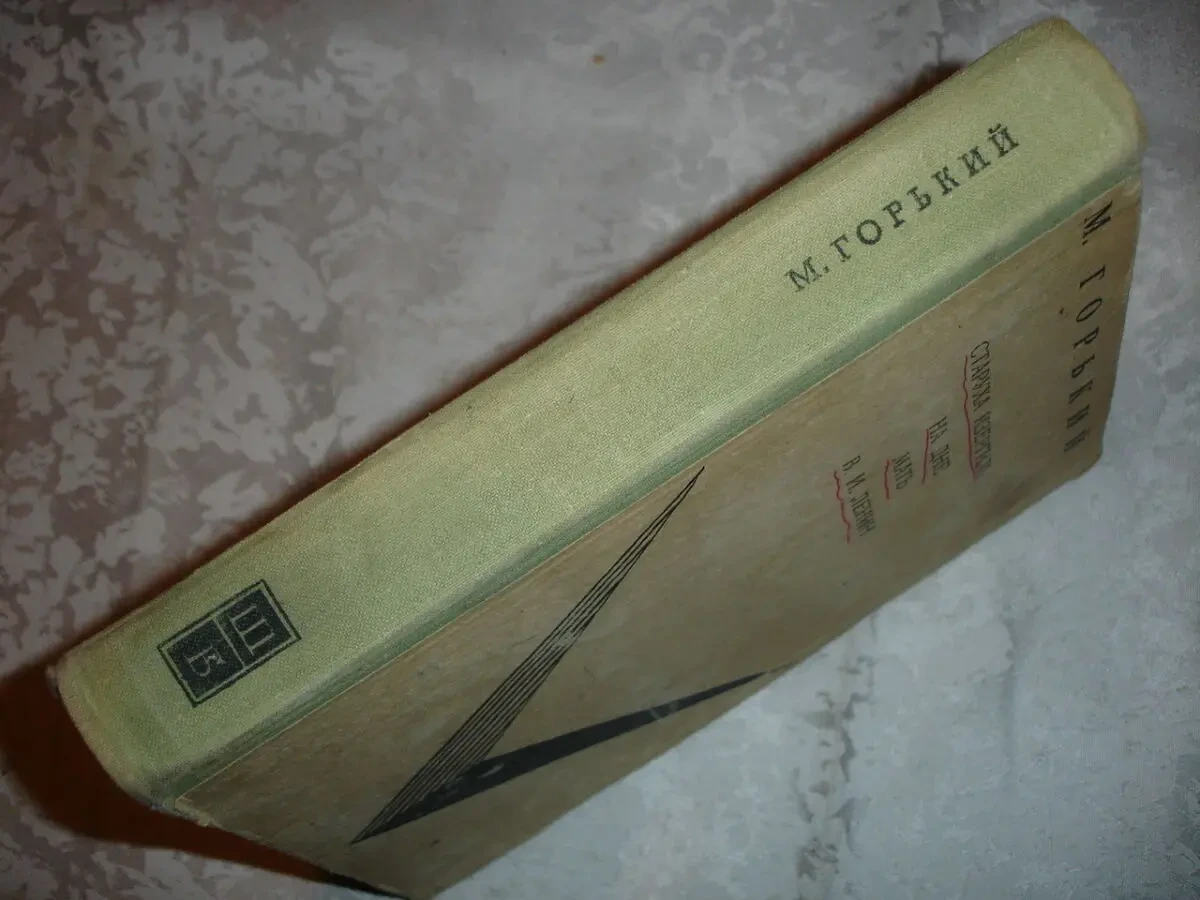 М. ГОРЬКИЙ
ШБ
М. ГОРЬКИЙ
СТАРУХА ИЗЕРГИЛЬ
НА ДНЕ
МАТЬ
В. И. ЛЕНИН